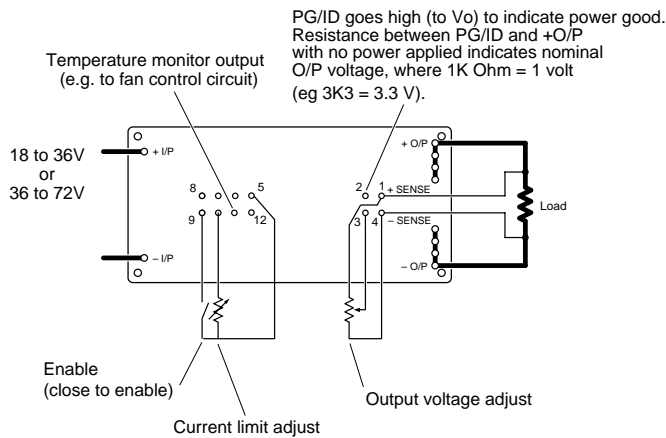 PG/ID goes high (to Vo) to indicate power good.
Resistance between PG/ID and +O/P
with no power applied indicates nominal
O/P voltage, where 1K Ohm = 1 volt
(eg 3K3 = 3.3 V).
Temperature monitor output
(e.g. to fan control circuit)
18 to 36V
or
36 to 72V
+ I/P
– I/P
8
5
9
12
2
1
3
4
+ SENSE
– SENSE
+ O/P
– O/P
Load
Enable
(close to enable)
Current limit adjust
Output voltage adjust